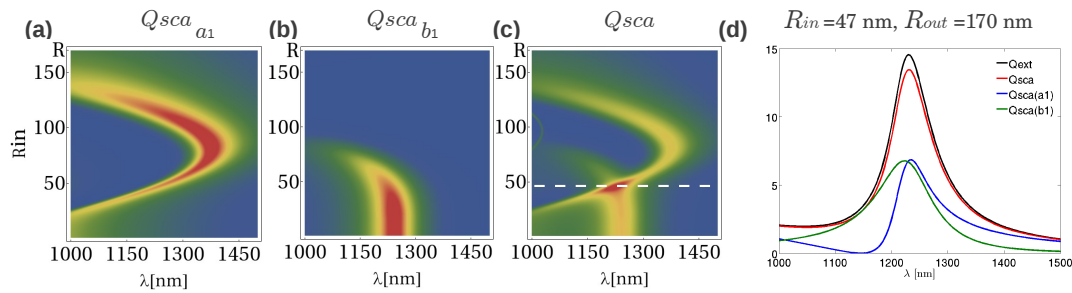 (a) Qsca a1
R
150
100
50
Rin
1000 1150 1300 1450
λ[nm]
(b) Qsca b1
R
150
100
50
1000 1150 1300 1450
λ[nm]
(c) Qsca
R
150
100
50
1000 1150 1300 1450
λ[nm]
(d) Rin =47 nm, Rout =170 nm
15
10
5
0
Qext
Qsca
Qsca(a1)
Qsca(b1)
1000 1100 1200 1300 1400 1500
λ [nm]